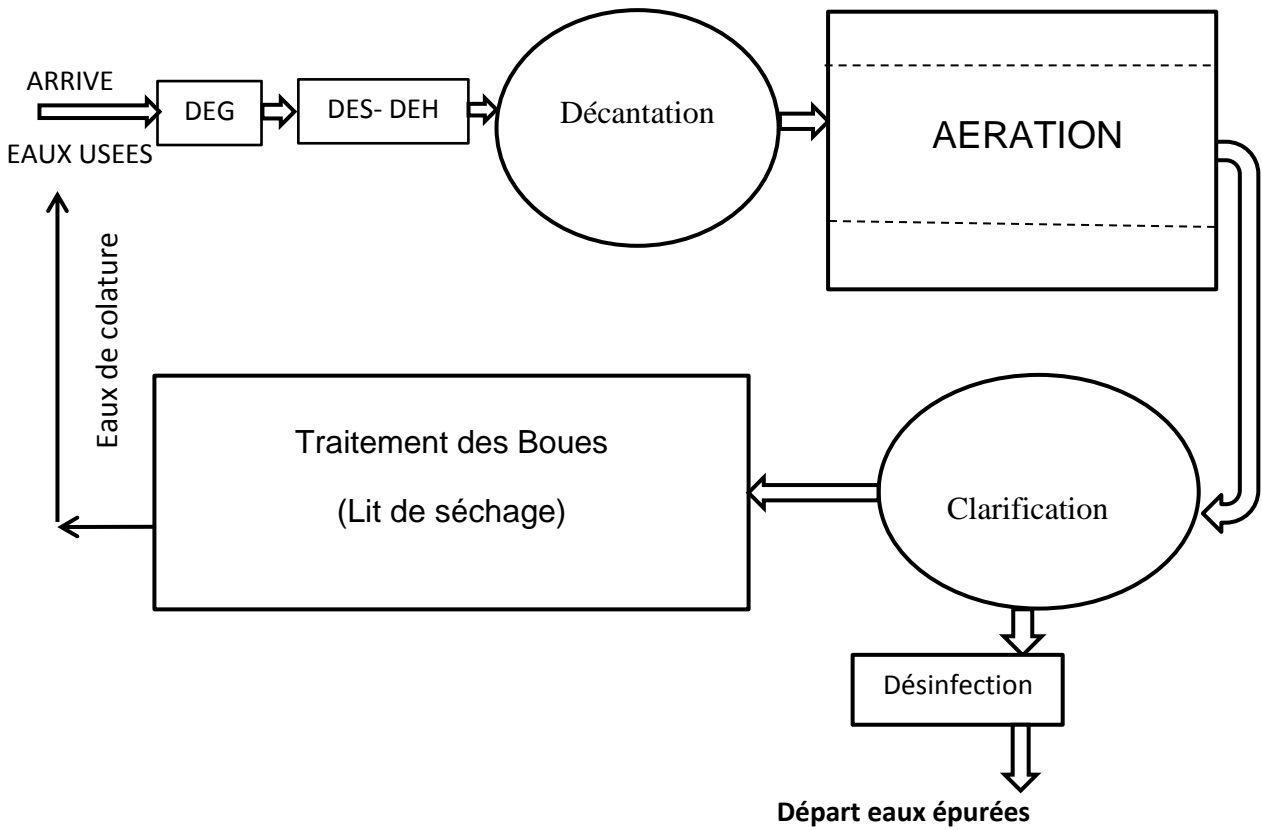 ARRIVE
EAUX USEES
DEG
DES- DEH
Décantation
AERATION
Eaux de colature
Traitement des Boues
(Lit de séchage)
Clarification
Désinfection
Départ eaux épurées